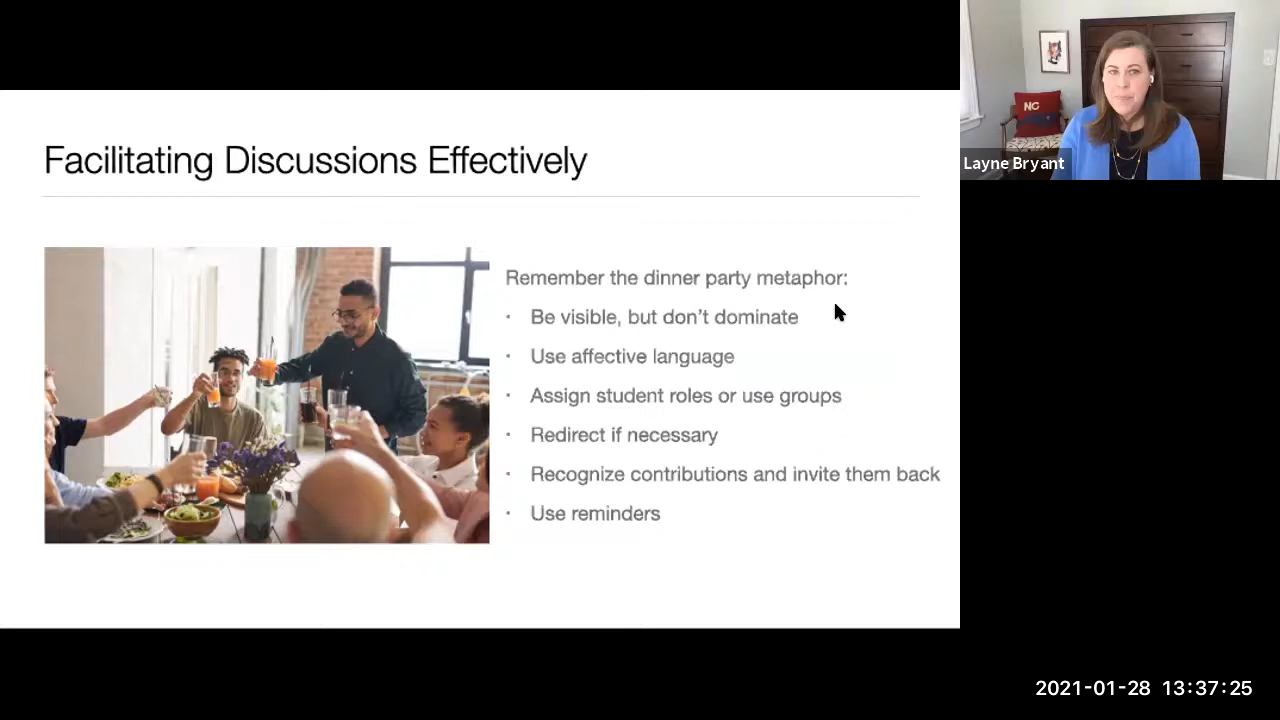 Facilitating Discussions Effectively
Remember the dinner party metaphor:
· Be visible, but don’t dominate
· Use affective language
· Assign student roles or use groups
· Redirect if necessary
· Recognize contributions and invite them back
· Use reminders
NC
Layne Bryant
2021-01-28 13:37:25